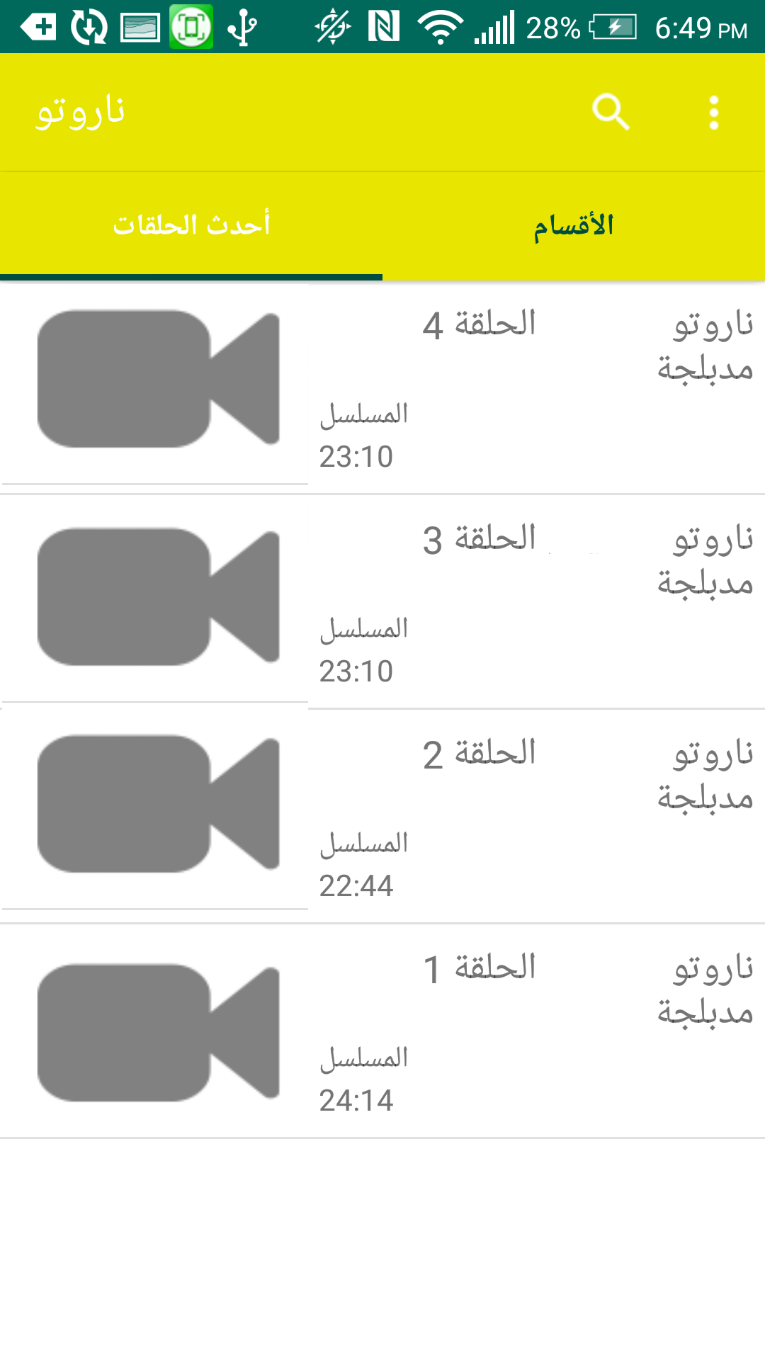 28% 6:49 PM
ناروتو
أحدث الحلقات
الأقسام
ناروتو مدبلجة
الحلقة 4
المسلسل
23:10
ناروتو مدبلجة
الحلقة 3
المسلسل
23:10
ناروتو مدبلجة
الحلقة 2
المسلسل
22:44
ناروتو مدبلجة
الحلقة 1
المسلسل
24:14